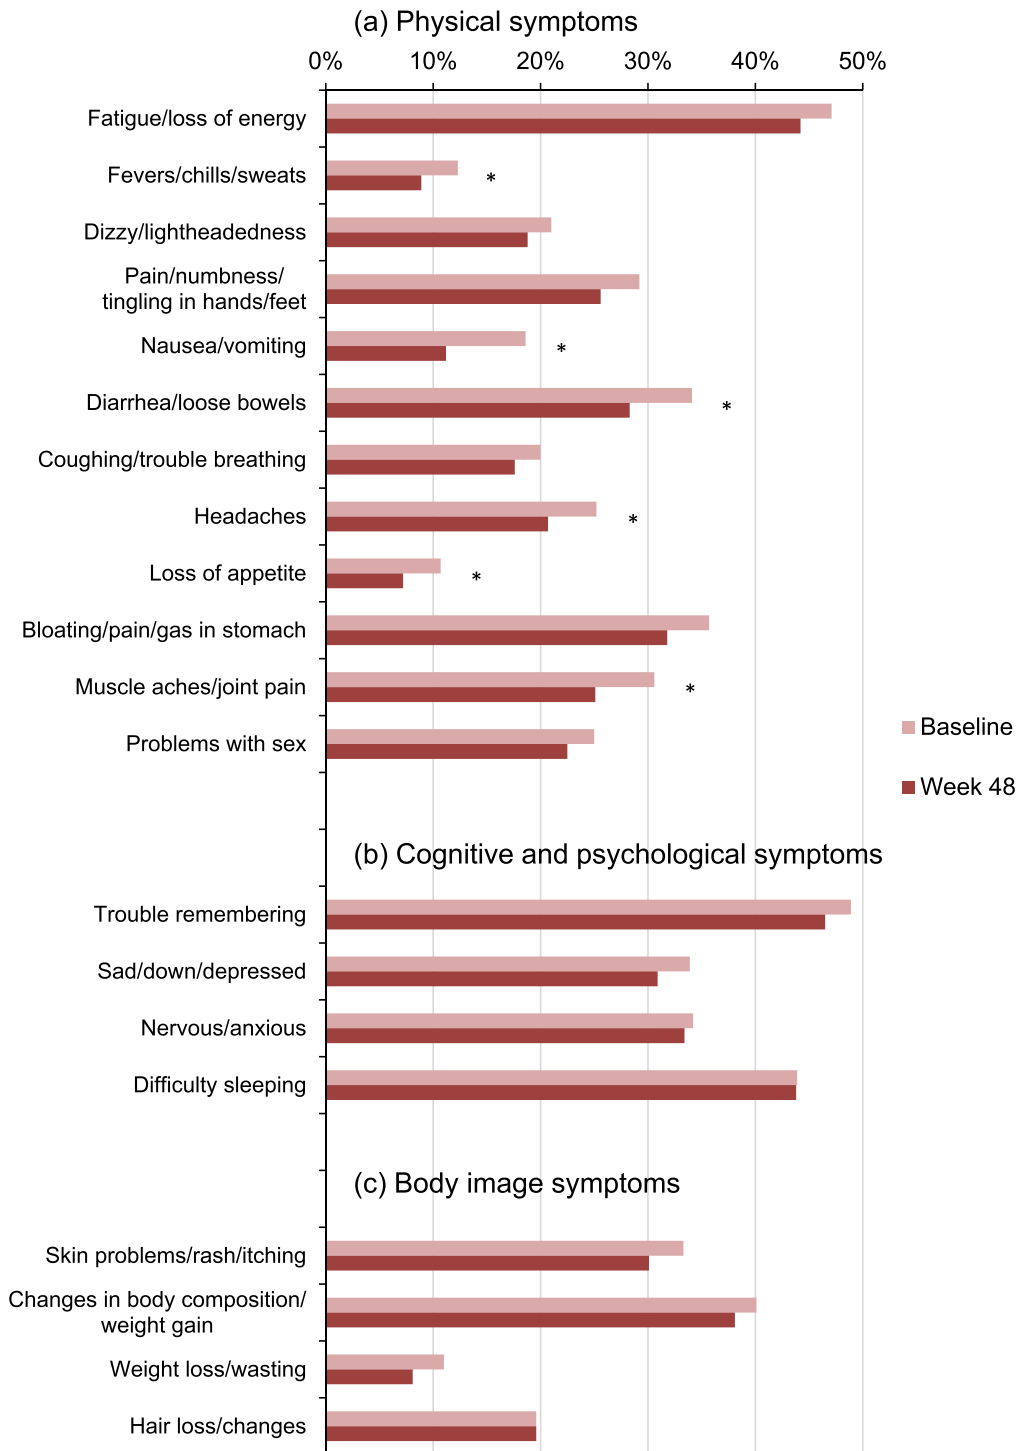 (a) Physical symptoms
0% 10% 20% 30% 40% 50%
Fatigue/loss of energy
Fevers/chills/sweats *
Dizzy/lightheadedness
Pain/numbness/
tingling in hands/feet
Nausea/vomiting *
Diarrhea/loose bowels *
Coughing/trouble breathing
Headaches *
Loss of appetite *
Bloating/pain/gas in stomach
Muscle aches/joint pain *
Problems with sex
Baseline
Week 48
(b) Cognitive and psychological symptoms
Trouble remembering
Sad/down/depressed
Nervous/anxious
Difficulty sleeping
(c) Body image symptoms
Skin problems/rash/itching
Changes in body composition/
weight gain
Weight loss/wasting
Hair loss/changes